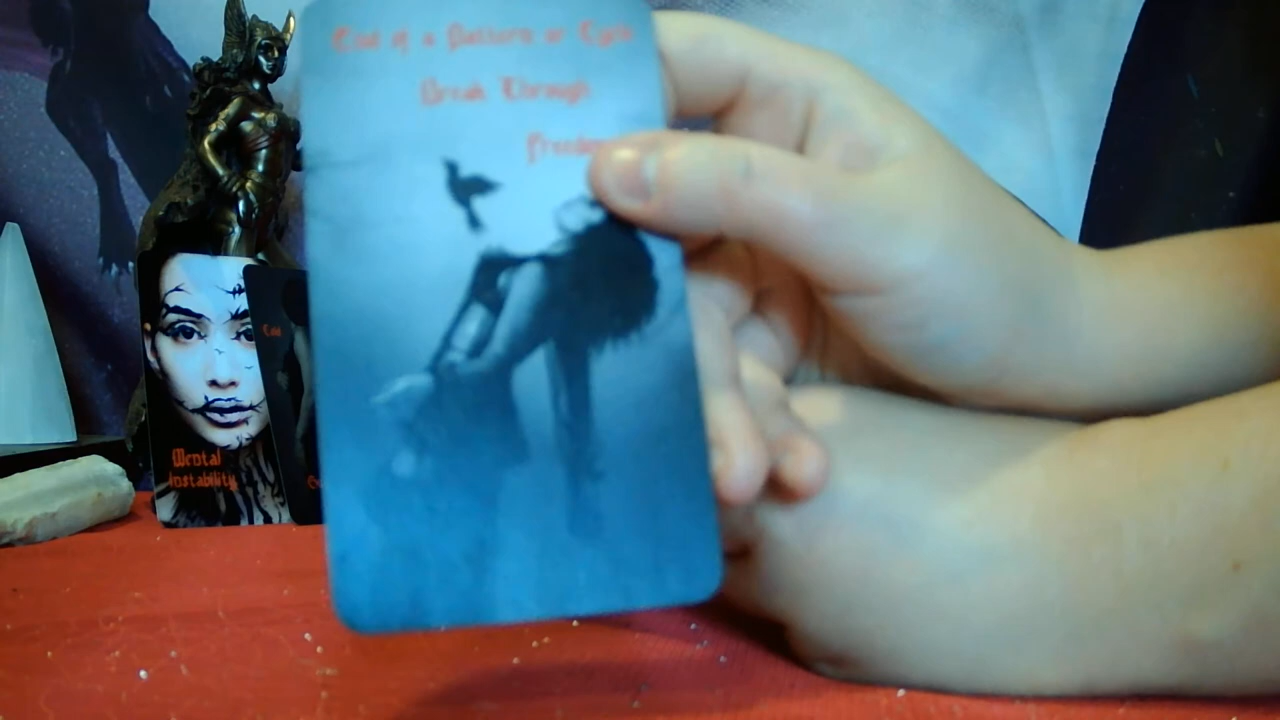 End of a Pattern or Cycle
Break Through
Freedom
Mental
Instability